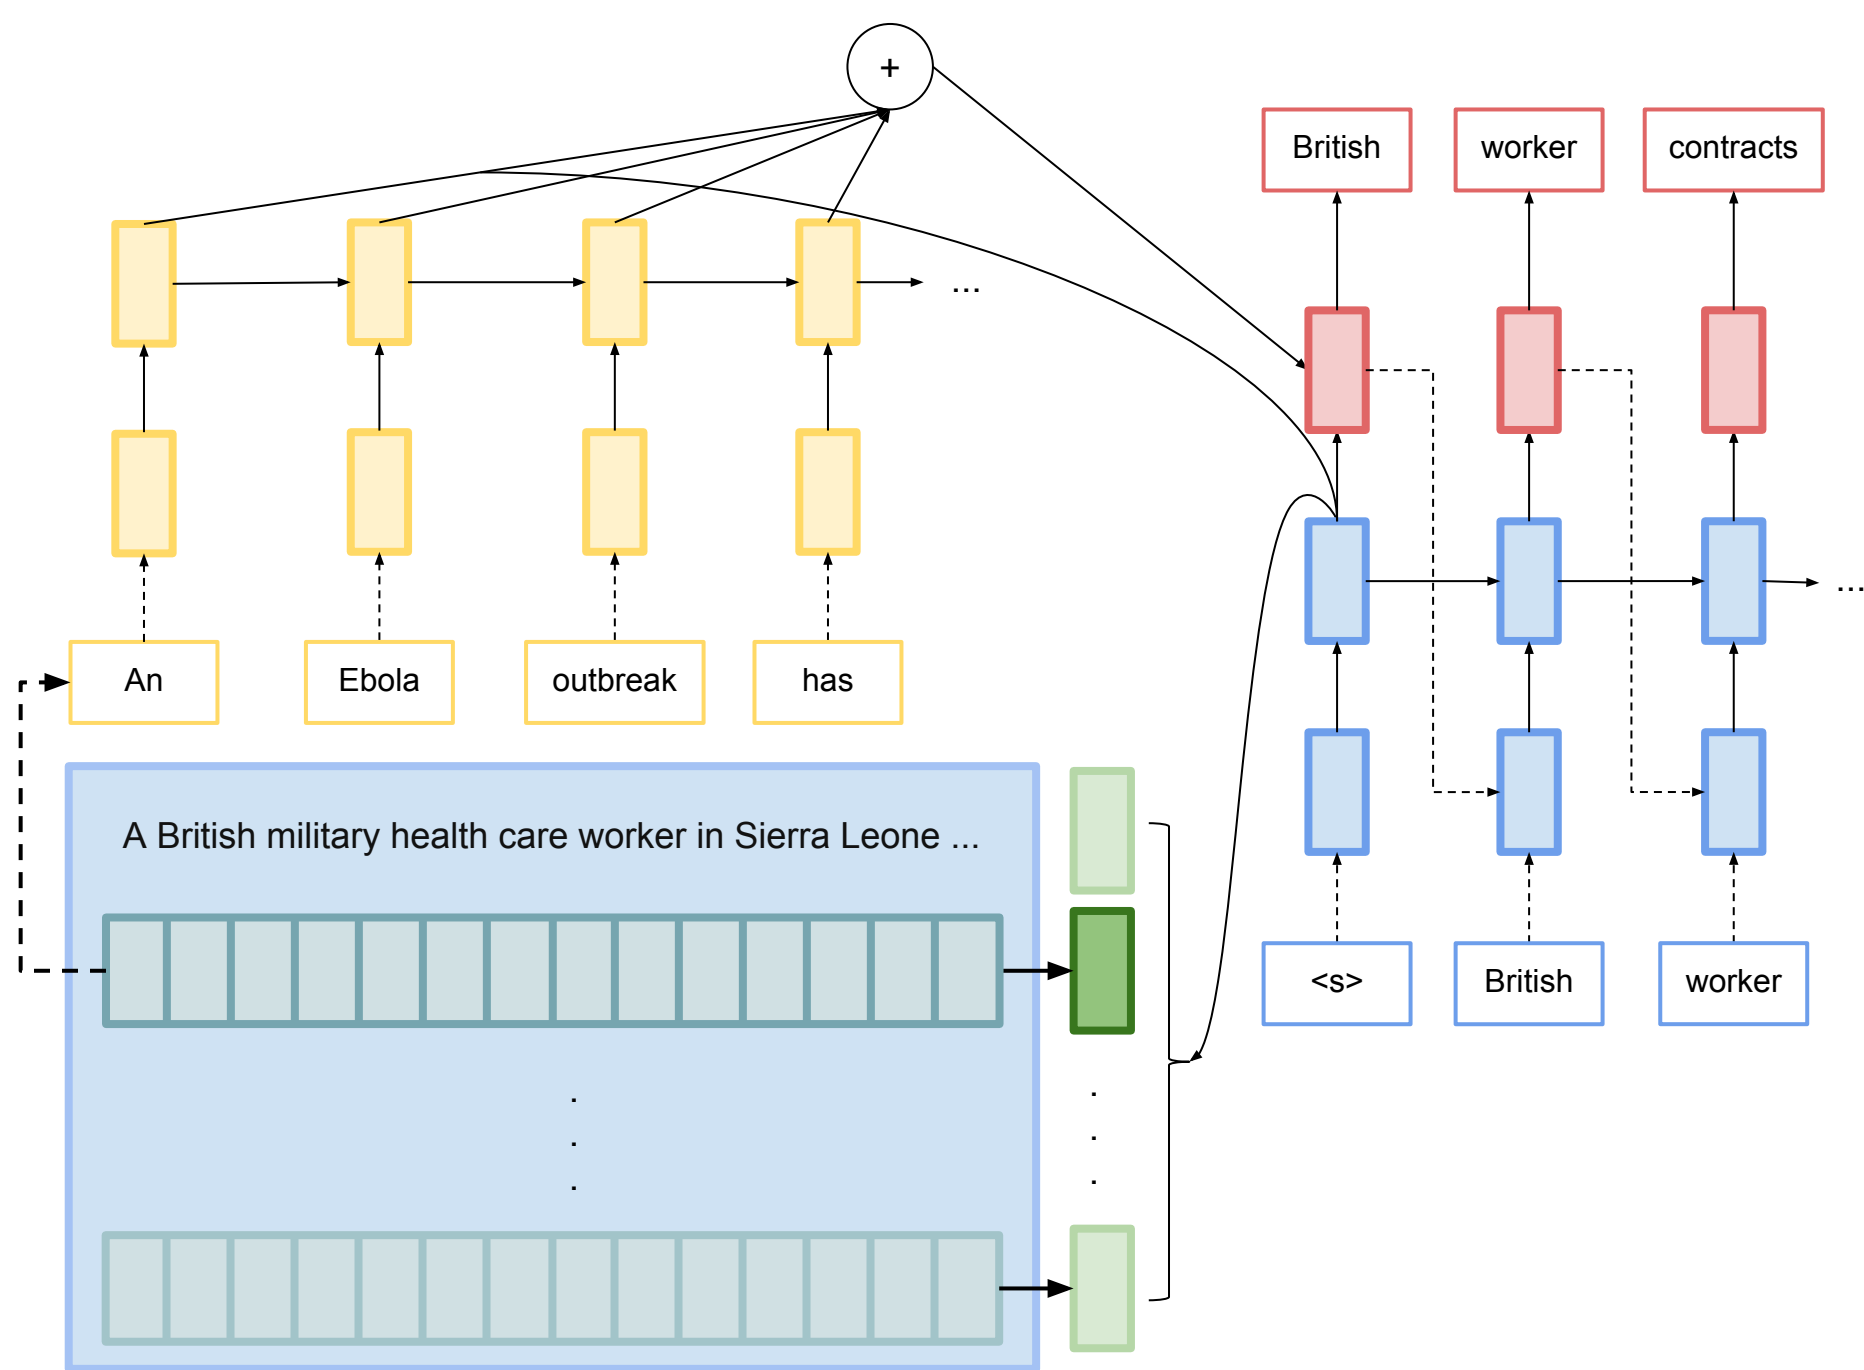 +
British worker contracts
...
...
An Ebola outbreak has
A British military health care worker in Sierra Leone ...
<s> British worker
.
.
.
.
.
.